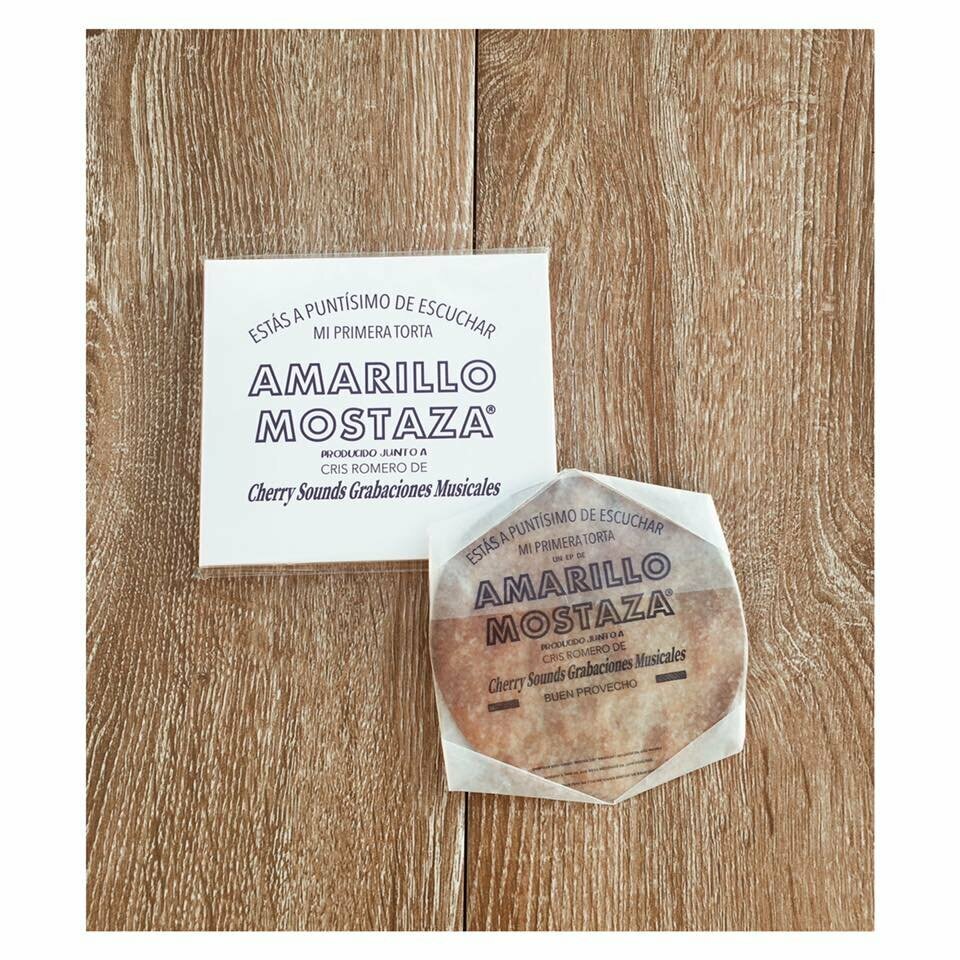 ESTÁS A PUNTÍSIMO DE ESCUCHAR
MI PRIMERA TORTA
AMARILLO
MOSTAZA®
PRODUCIDO JUNTO A
CRIS ROMERO DE
Cherry Sounds Grabaciones Musicales
ESTÁS A PUNTÍSIMO DE ESCUCHAR
MI PRIMERA TORTA
UN EP DE
AMARILLO
MOSTAZA®
PRODUCIDO JUNTO A
CRIS ROMERO DE
Cherry Sounds Grabaciones Musicales
BUEN PROVECHO